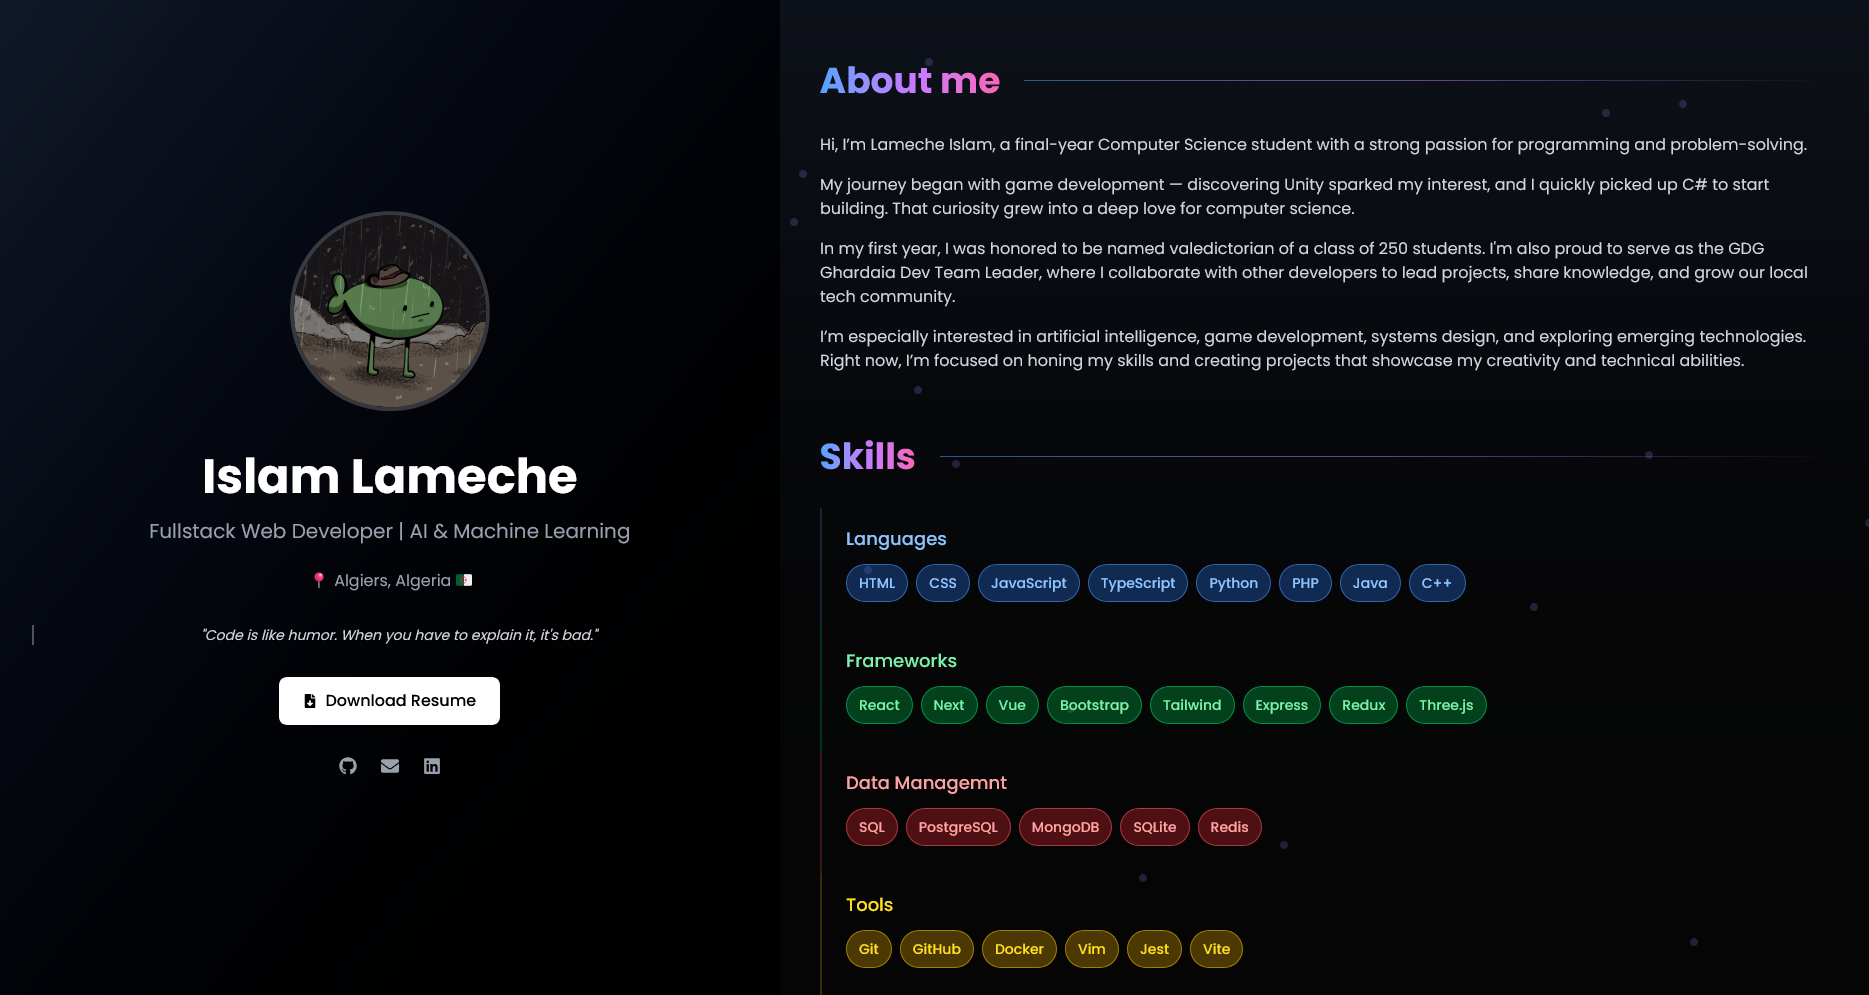 Islam Lameche
Fullstack Web Developer | AI & Machine Learning
📍 Algiers, Algeria 🇩🇿
"Code is like humor. When you have to explain it, it's bad."
Download Resume
About me
Hi, I’m Lameche Islam, a final-year Computer Science student with a strong passion for programming and problem-solving.
My journey began with game development — discovering Unity sparked my interest, and I quickly picked up C# to start
building. That curiosity grew into a deep love for computer science.
In my first year, I was honored to be named valedictorian of a class of 250 students. I'm also proud to serve as the GDG
Ghardaia Dev Team Leader, where I collaborate with other developers to lead projects, share knowledge, and grow our local
tech community.
I’m especially interested in artificial intelligence, game development, systems design, and exploring emerging technologies.
Right now, I’m focused on honing my skills and creating projects that showcase my creativity and technical abilities.
Skills
Languages
HTML CSS JavaScript TypeScript Python PHP Java C++
Frameworks
React Next Vue Bootstrap Tailwind Express Redux Three.js
Data Managemnt
SQL PostgreSQL MongoDB SQLite Redis
Tools
Git GitHub Docker Vim Jest Vite